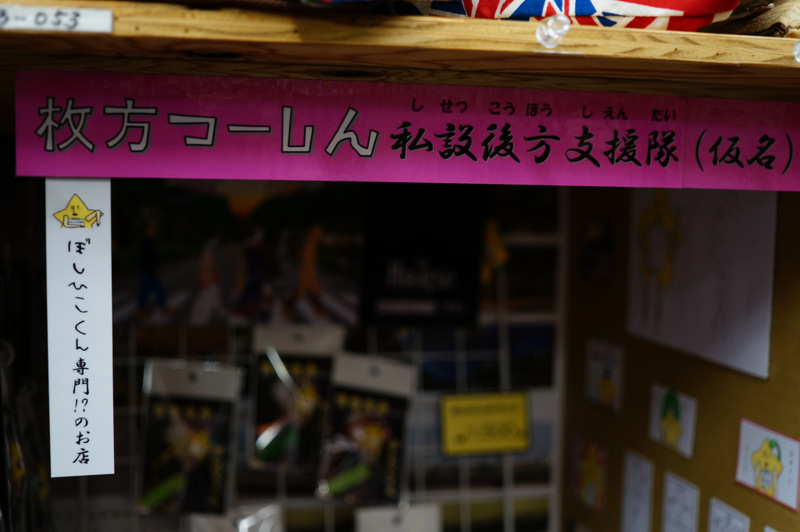 B-053
枚方つーしん 私設後方支援隊(仮名)
し せつ こう ほう し えん たい
ぼしひこくん専門!?のお店